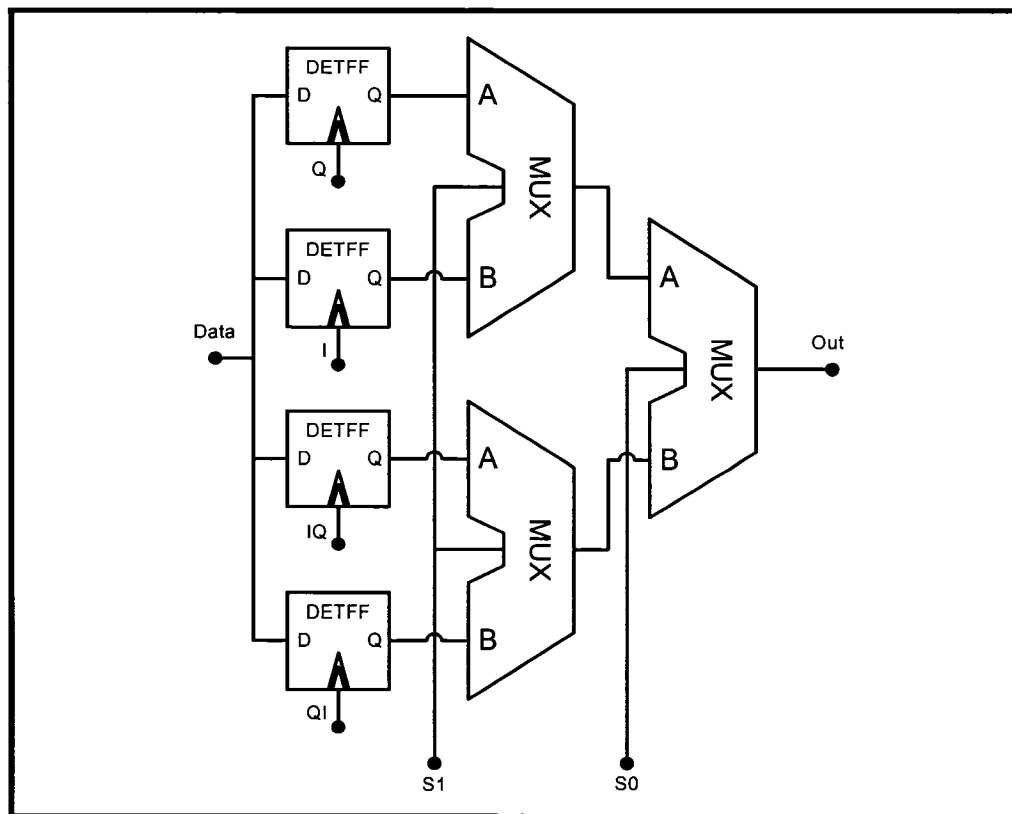 DETFF
D Q
Q
A
MUX
B
DETFF
D Q
I
Data
A
MUX
B
Out
DETFF
D Q
IQ
A
MUX
B
DETFF
D Q
QI
S1
S0